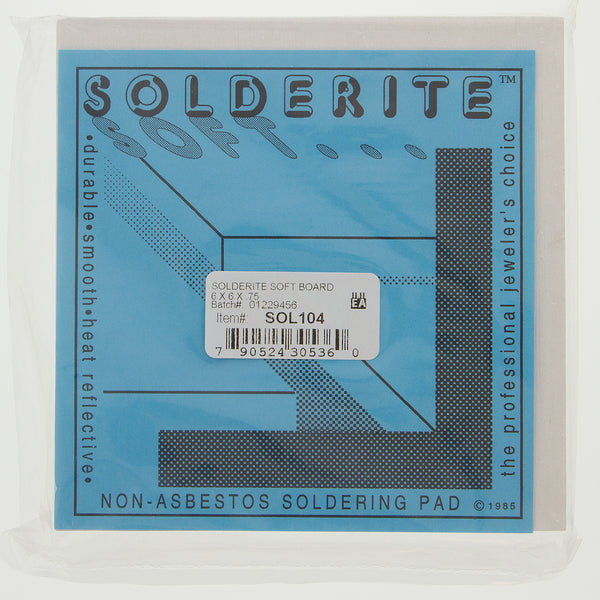 SOLDERITE™
SOFT...
•durable•smooth•heat reflective•
the professional jeweler's choice
SOLDERITE SOFT BOARD
6 X 6 X .75
Batch#: 01229456
EA
Item#: SOL104
7 90524 30536 0
NON-ASBESTOS SOLDERING PAD ©1985